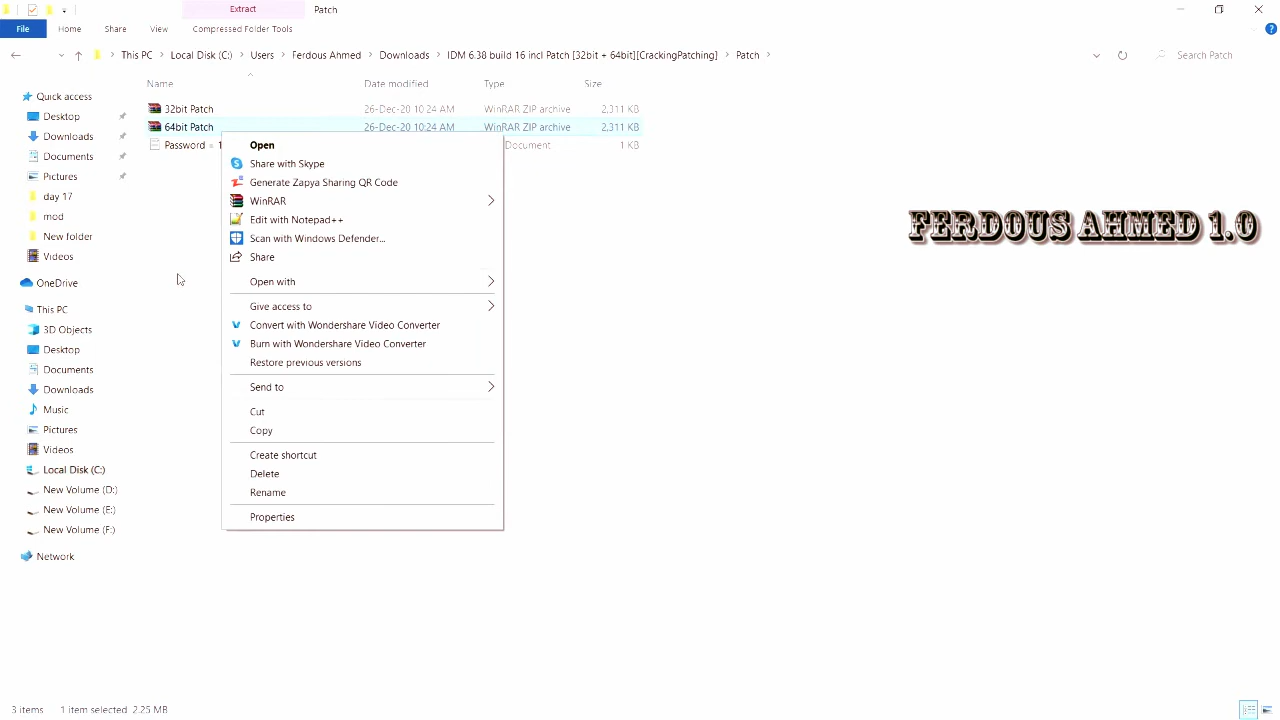 Extract
Patch
File
Home
Share
View
Compressed Folder Tools
This PC
Local Disk (C:)
Users
Ferdous Ahmed
Downloads
IDM 6.38 build 16 incl Patch [32bit + 64bit][CrackingPatching]
Patch
Search Patch
Name
Date modified
Type
Size
Quick access
Desktop
Downloads
Documents
Pictures
day 17
mod
New folder
Videos
OneDrive
This PC
3D Objects
Desktop
Documents
Downloads
Music
Pictures
Videos
Local Disk (C:)
New Volume (D:)
New Volume (E:)
New Volume (F:)
Network
32bit Patch 26-Dec-20 10:24 AM WinRAR ZIP archive 2,311 KB
64bit Patch 26-Dec-20 10:24 AM WinRAR ZIP archive 2,311 KB
Password = Document 1 KB
Open
Share with Skype
Generate Zapya Sharing QR Code
WinRAR
Edit with Notepad++
Scan with Windows Defender...
Share
Open with
Give access to
Convert with Wondershare Video Converter
Burn with Wondershare Video Converter
Restore previous versions
Send to
Cut
Copy
Create shortcut
Delete
Rename
Properties
FERDOUS AHMED 1.0
3 items 1 item selected 2.25 MB